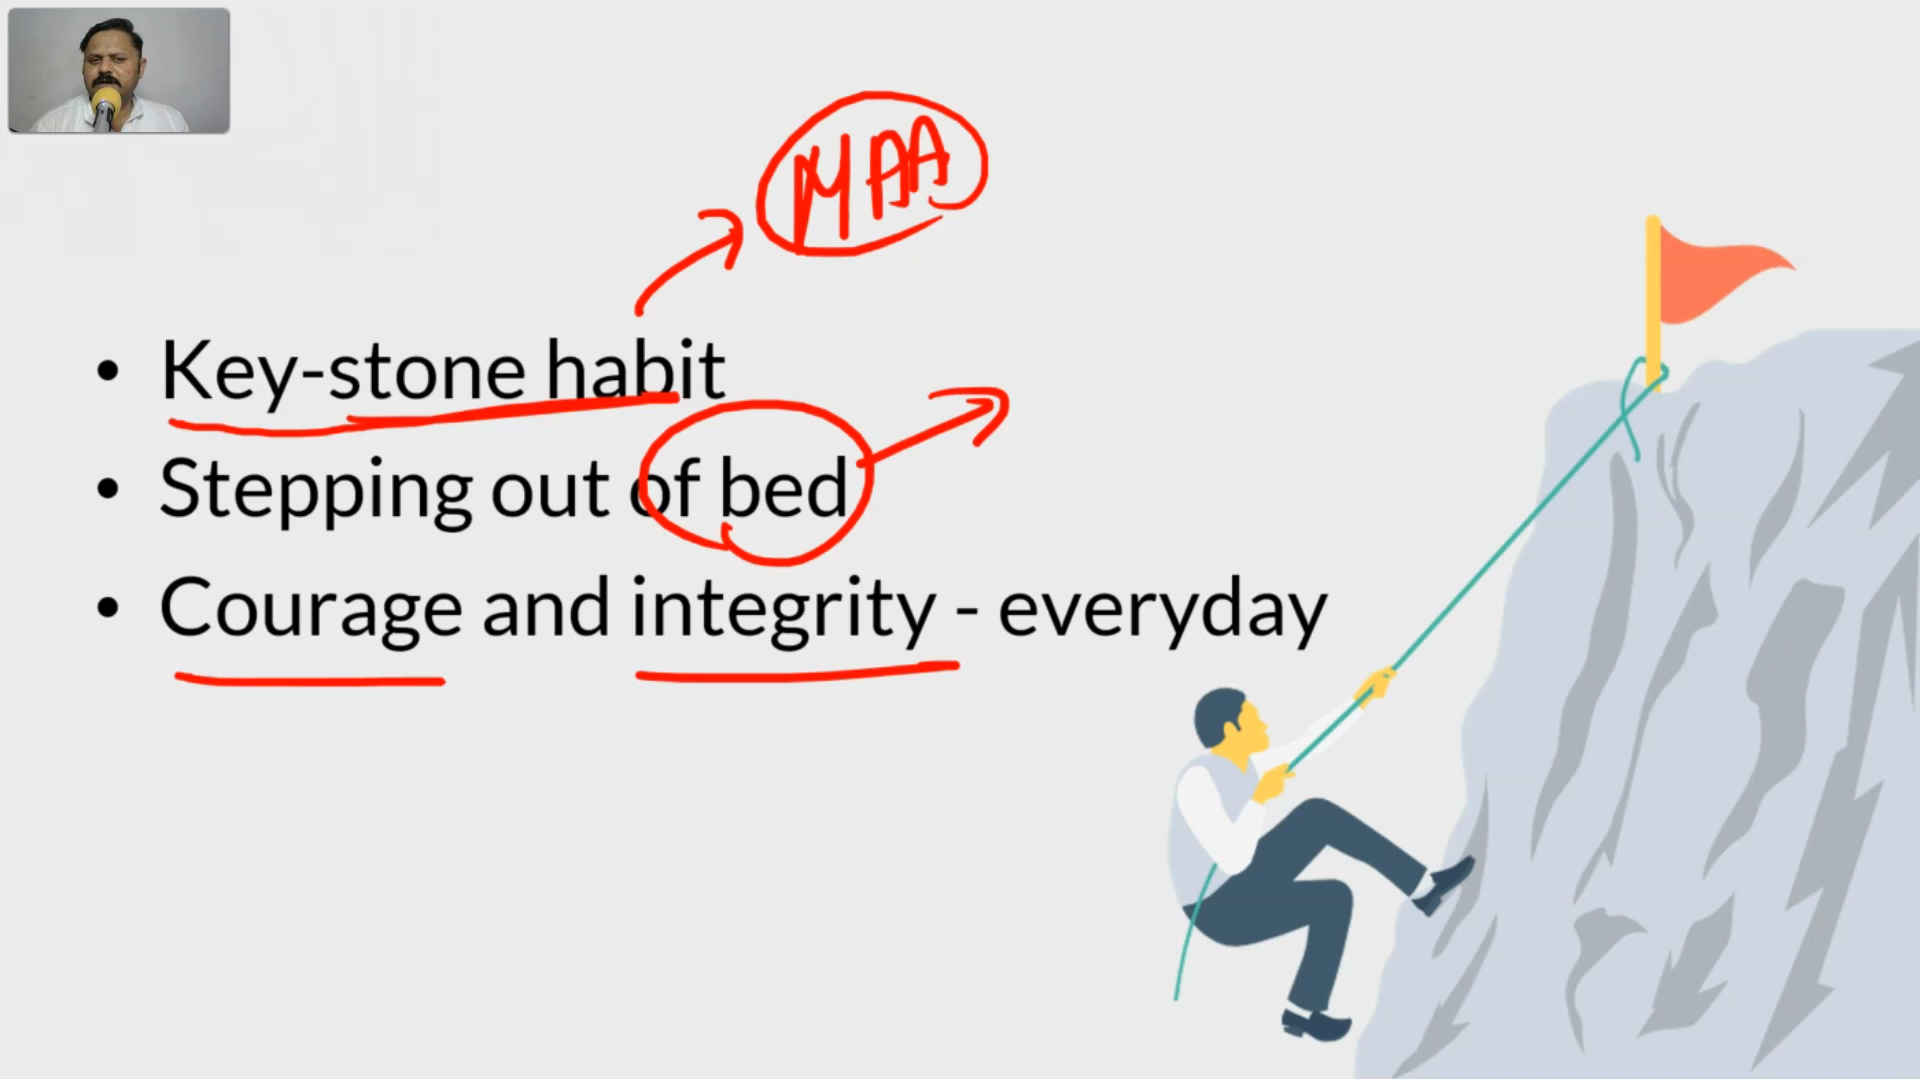 MAA
• Key-stone habit
• Stepping out of bed
• Courage and integrity - everyday